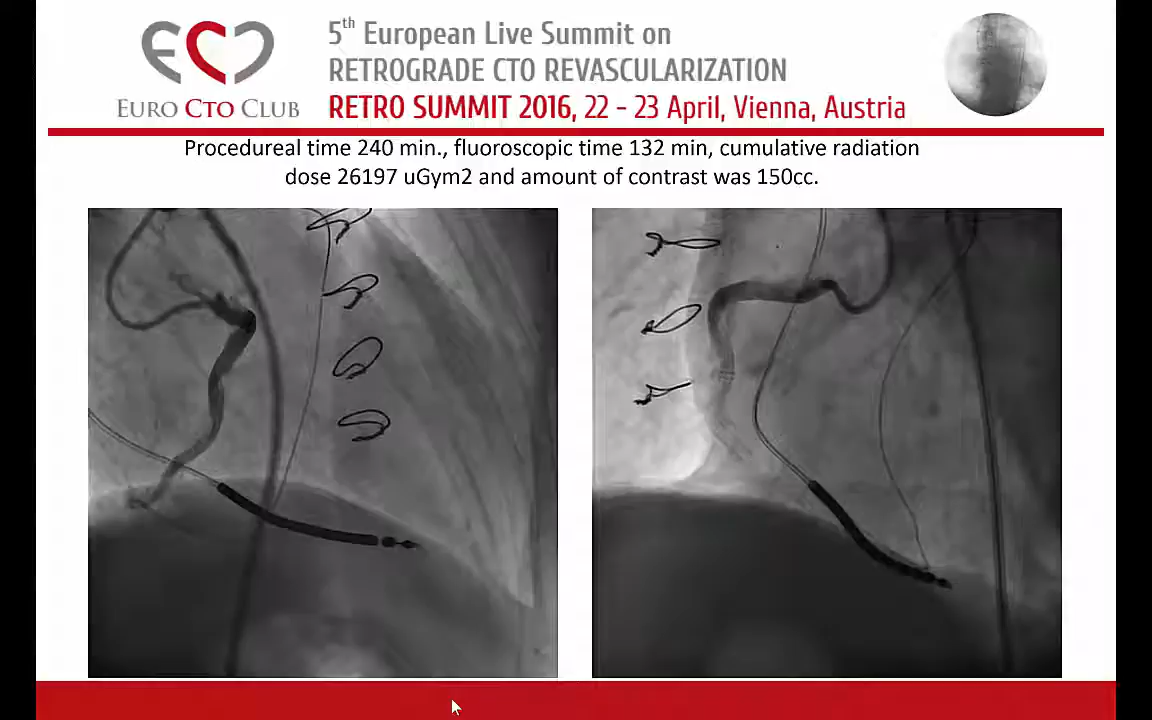 5th European Live Summit on
RETROGRADE CTO REVASCULARIZATION
RETRO SUMMIT 2016, 22 - 23 April, Vienna, Austria
EURO CTO CLUB
Procedureal time 240 min., fluoroscopic time 132 min, cumulative radiation
dose 26197 uGym2 and amount of contrast was 150cc.